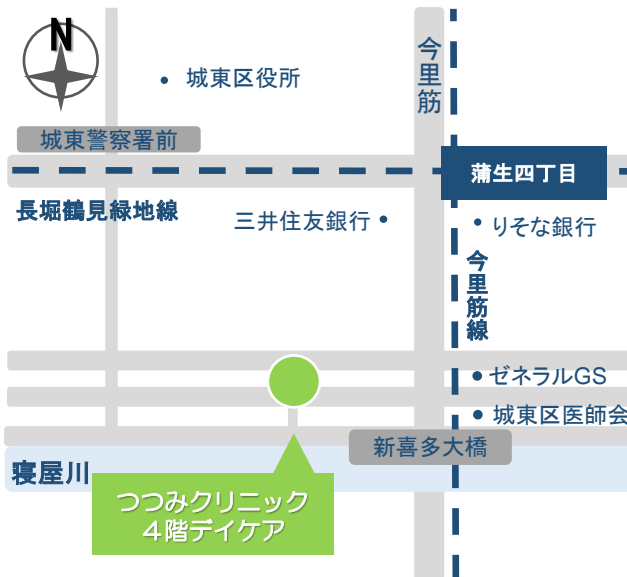 N
城東区役所
今里筋
城東警察署前
蒲生四丁目
長堀鶴見緑地線
三井住友銀行
りそな銀行
今里筋線
ゼネラルGS
城東区医師会
新喜多大橋
寝屋川
つつみクリニック
4階デイケア